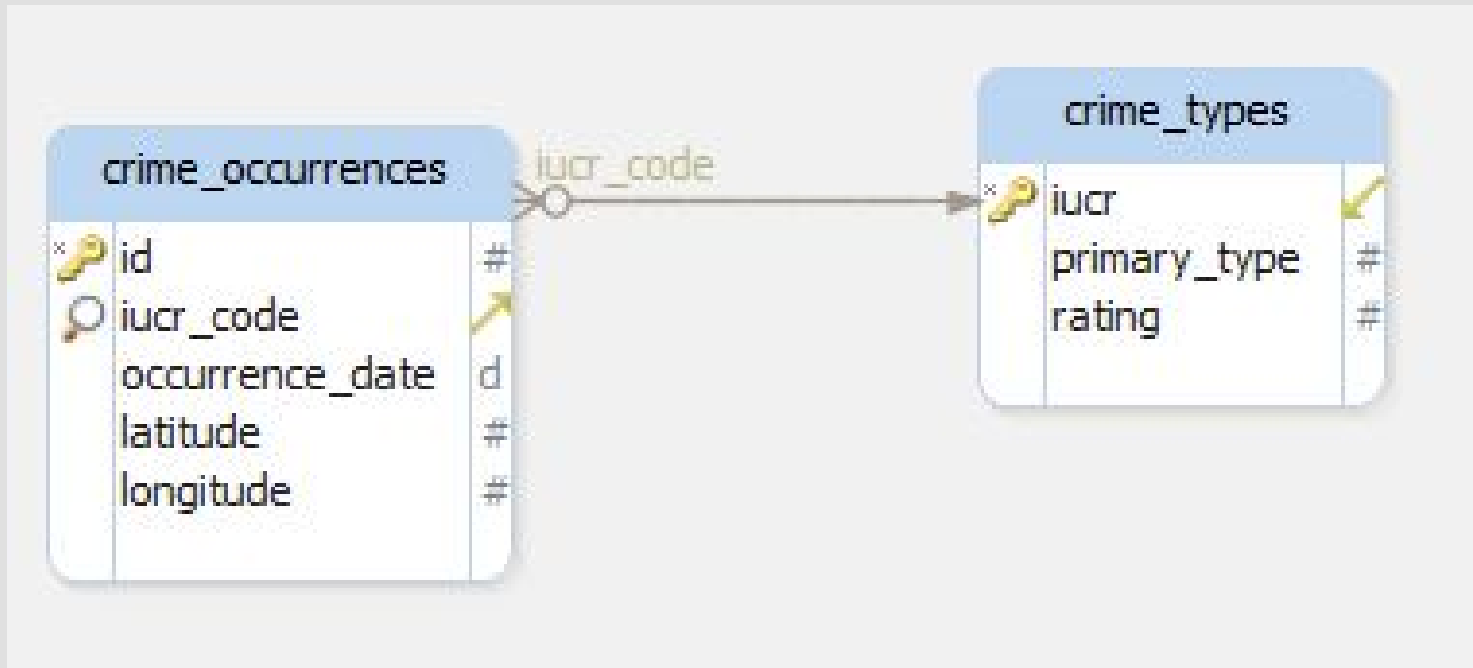 crime_occurrences
id #
iucr_code
occurrence_date d
latitude #
longitude #
iucr_code
crime_types
iucr
primary_type #
rating #